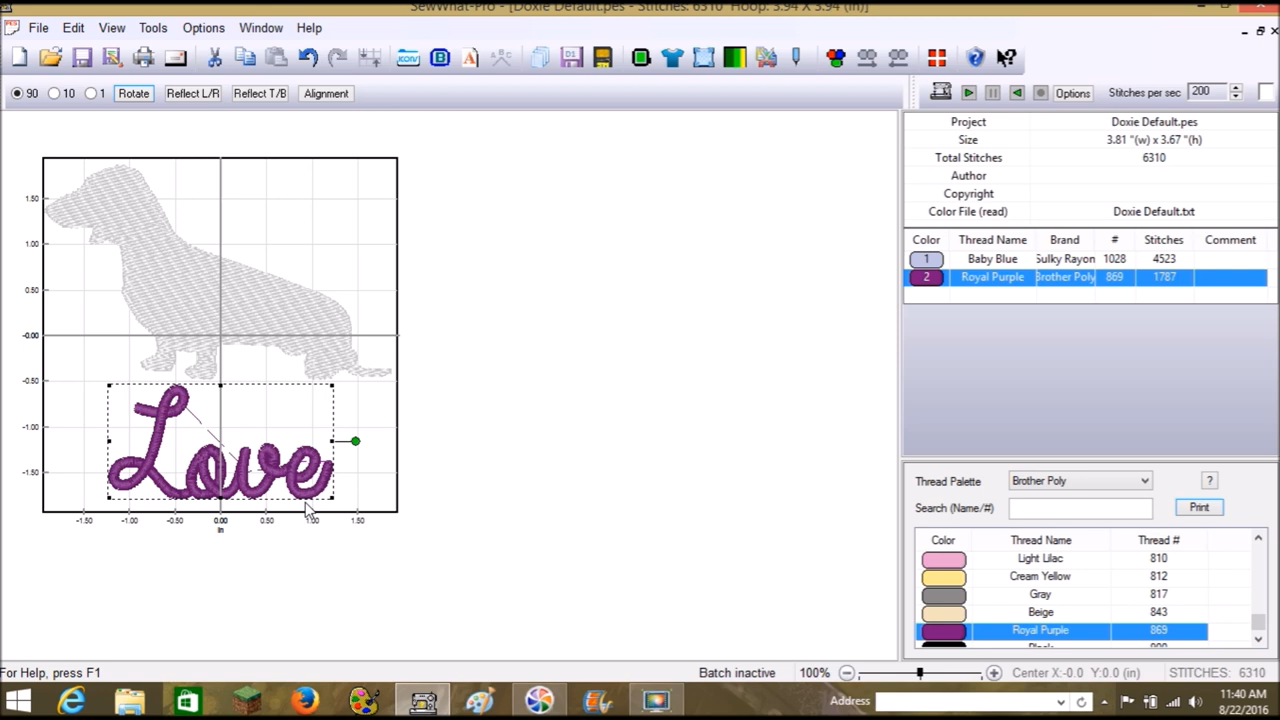 SewWhat-Pro - [Doxie Default.pes - Stitches: 6310 Hoop: 3.94 x 3.94 (in)]
File Edit View Tools Options Window Help
90 10 1 Rotate Reflect L/R Reflect T/B Alignment
Options Stitches per sec 200
Project Doxie Default.pes
Size 3.81 "(w) x 3.67 "(h)
Total Stitches 6310
Author
Copyright
Color File (read) Doxie Default.txt
Color Thread Name Brand # Stitches Comment
1 Baby Blue Sulky Rayon 1028 4523
2 Royal Purple Brother Poly 869 1787
1.50
1.00
0.50
-0.00
-0.50
-1.00
-1.50
Love
-1.50 -1.00 -0.50 0.00 0.50 1.00 1.50
in
Thread Palette Brother Poly ?
Search (Name/#) Print
Color Thread Name Thread #
Light Lilac 810
Cream Yellow 812
Gray 817
Beige 843
Royal Purple 869
For Help, press F1 Batch inactive 100% Center X:-0.0 Y:0.0 (in) STITCHES: 6310
Address
11:40 AM
8/22/2016